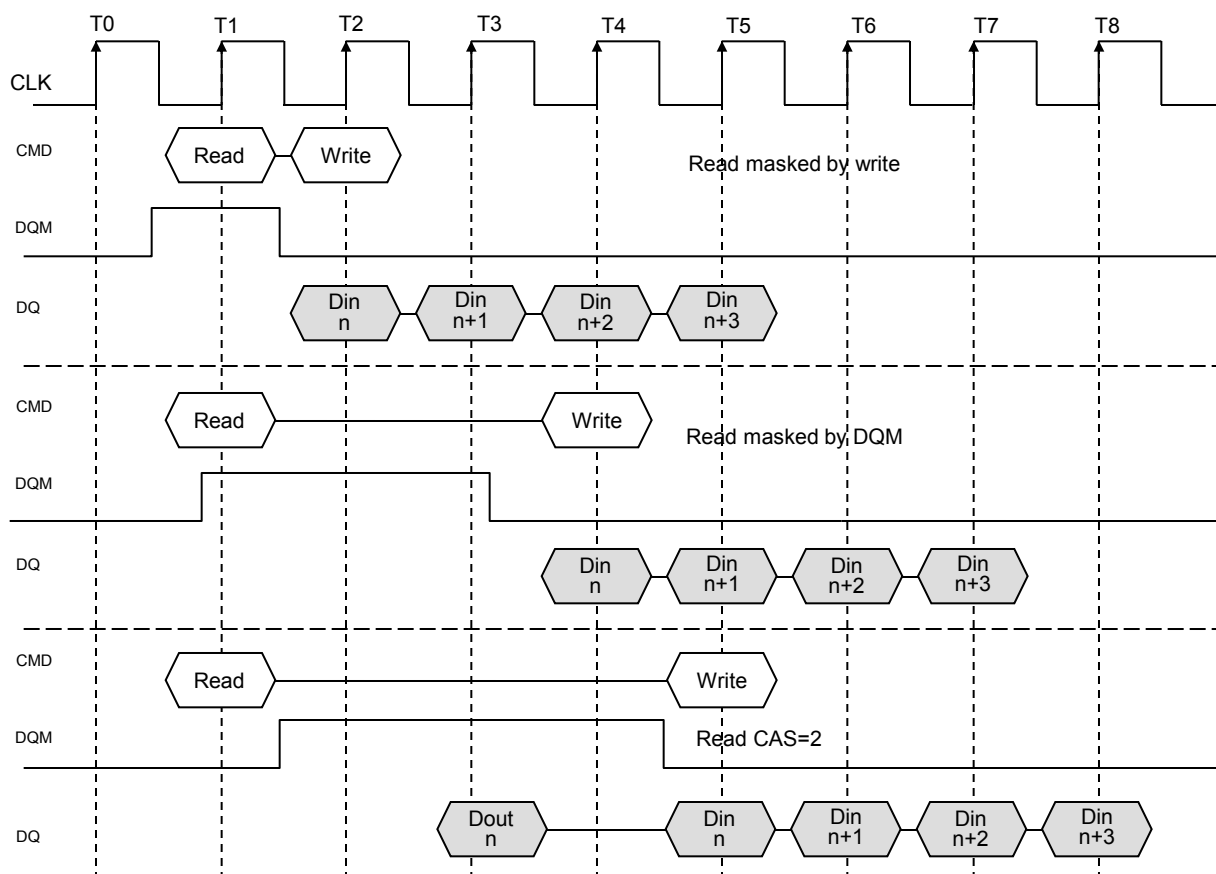 T0 T1 T2 T3 T4 T5 T6 T7 T8
CLK
CMD Read Write Read masked by write
DQM
DQ Din n Din n+1 Din n+2 Din n+3
CMD Read Write Read masked by DQM
DQM
DQ Din n Din n+1 Din n+2 Din n+3
CMD Read Write
DQM Read CAS=2
DQ Dout n Din n Din n+1 Din n+2 Din n+3